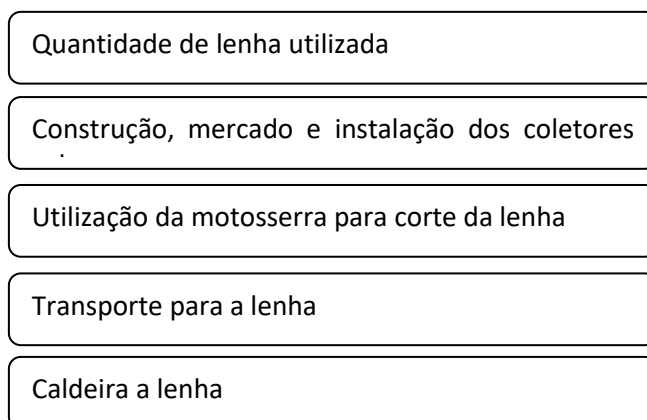 Quantidade de lenha utilizada
Construção, mercado e instalação dos coletores
Utilização da motosserra para corte da lenha
Transporte para a lenha
Caldeira a lenha